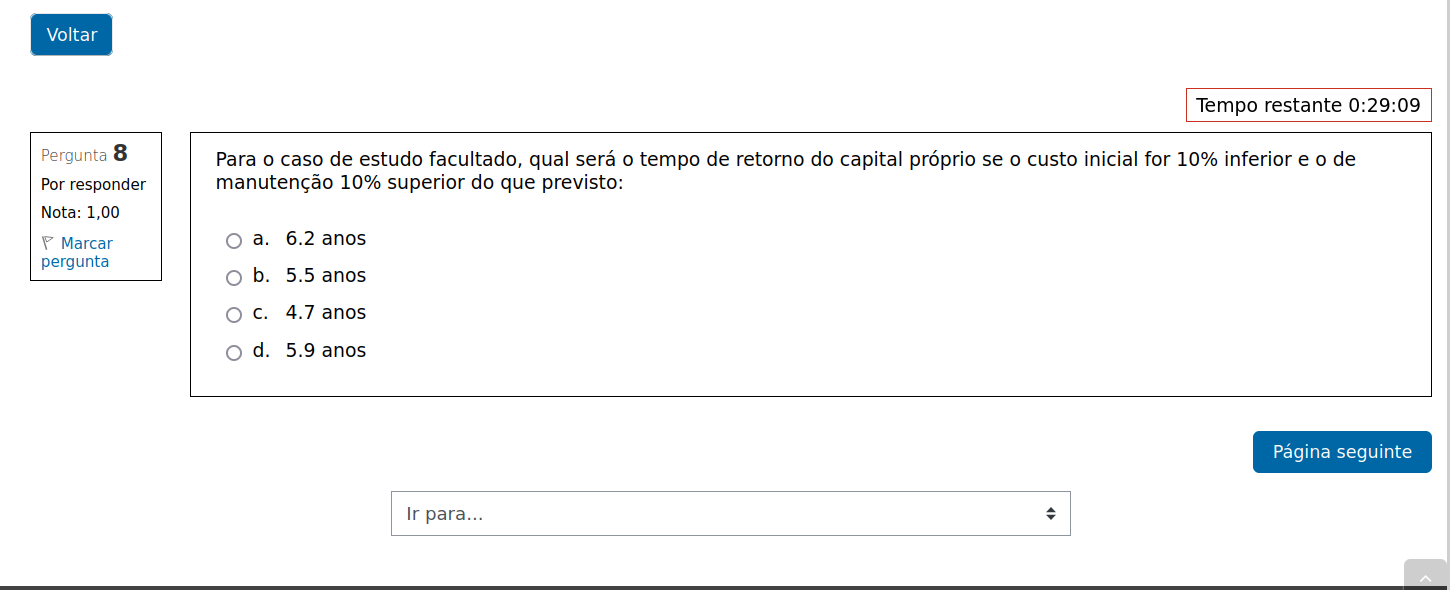 Voltar
Tempo restante 0:29:09
Pergunta 8
Por responder
Nota: 1,00
Marcar
pergunta
Para o caso de estudo facultado, qual será o tempo de retorno do capital próprio se o custo inicial for 10% inferior e o de
manutenção 10% superior do que previsto:
a. 6.2 anos
b. 5.5 anos
c. 4.7 anos
d. 5.9 anos
Página seguinte
Ir para...